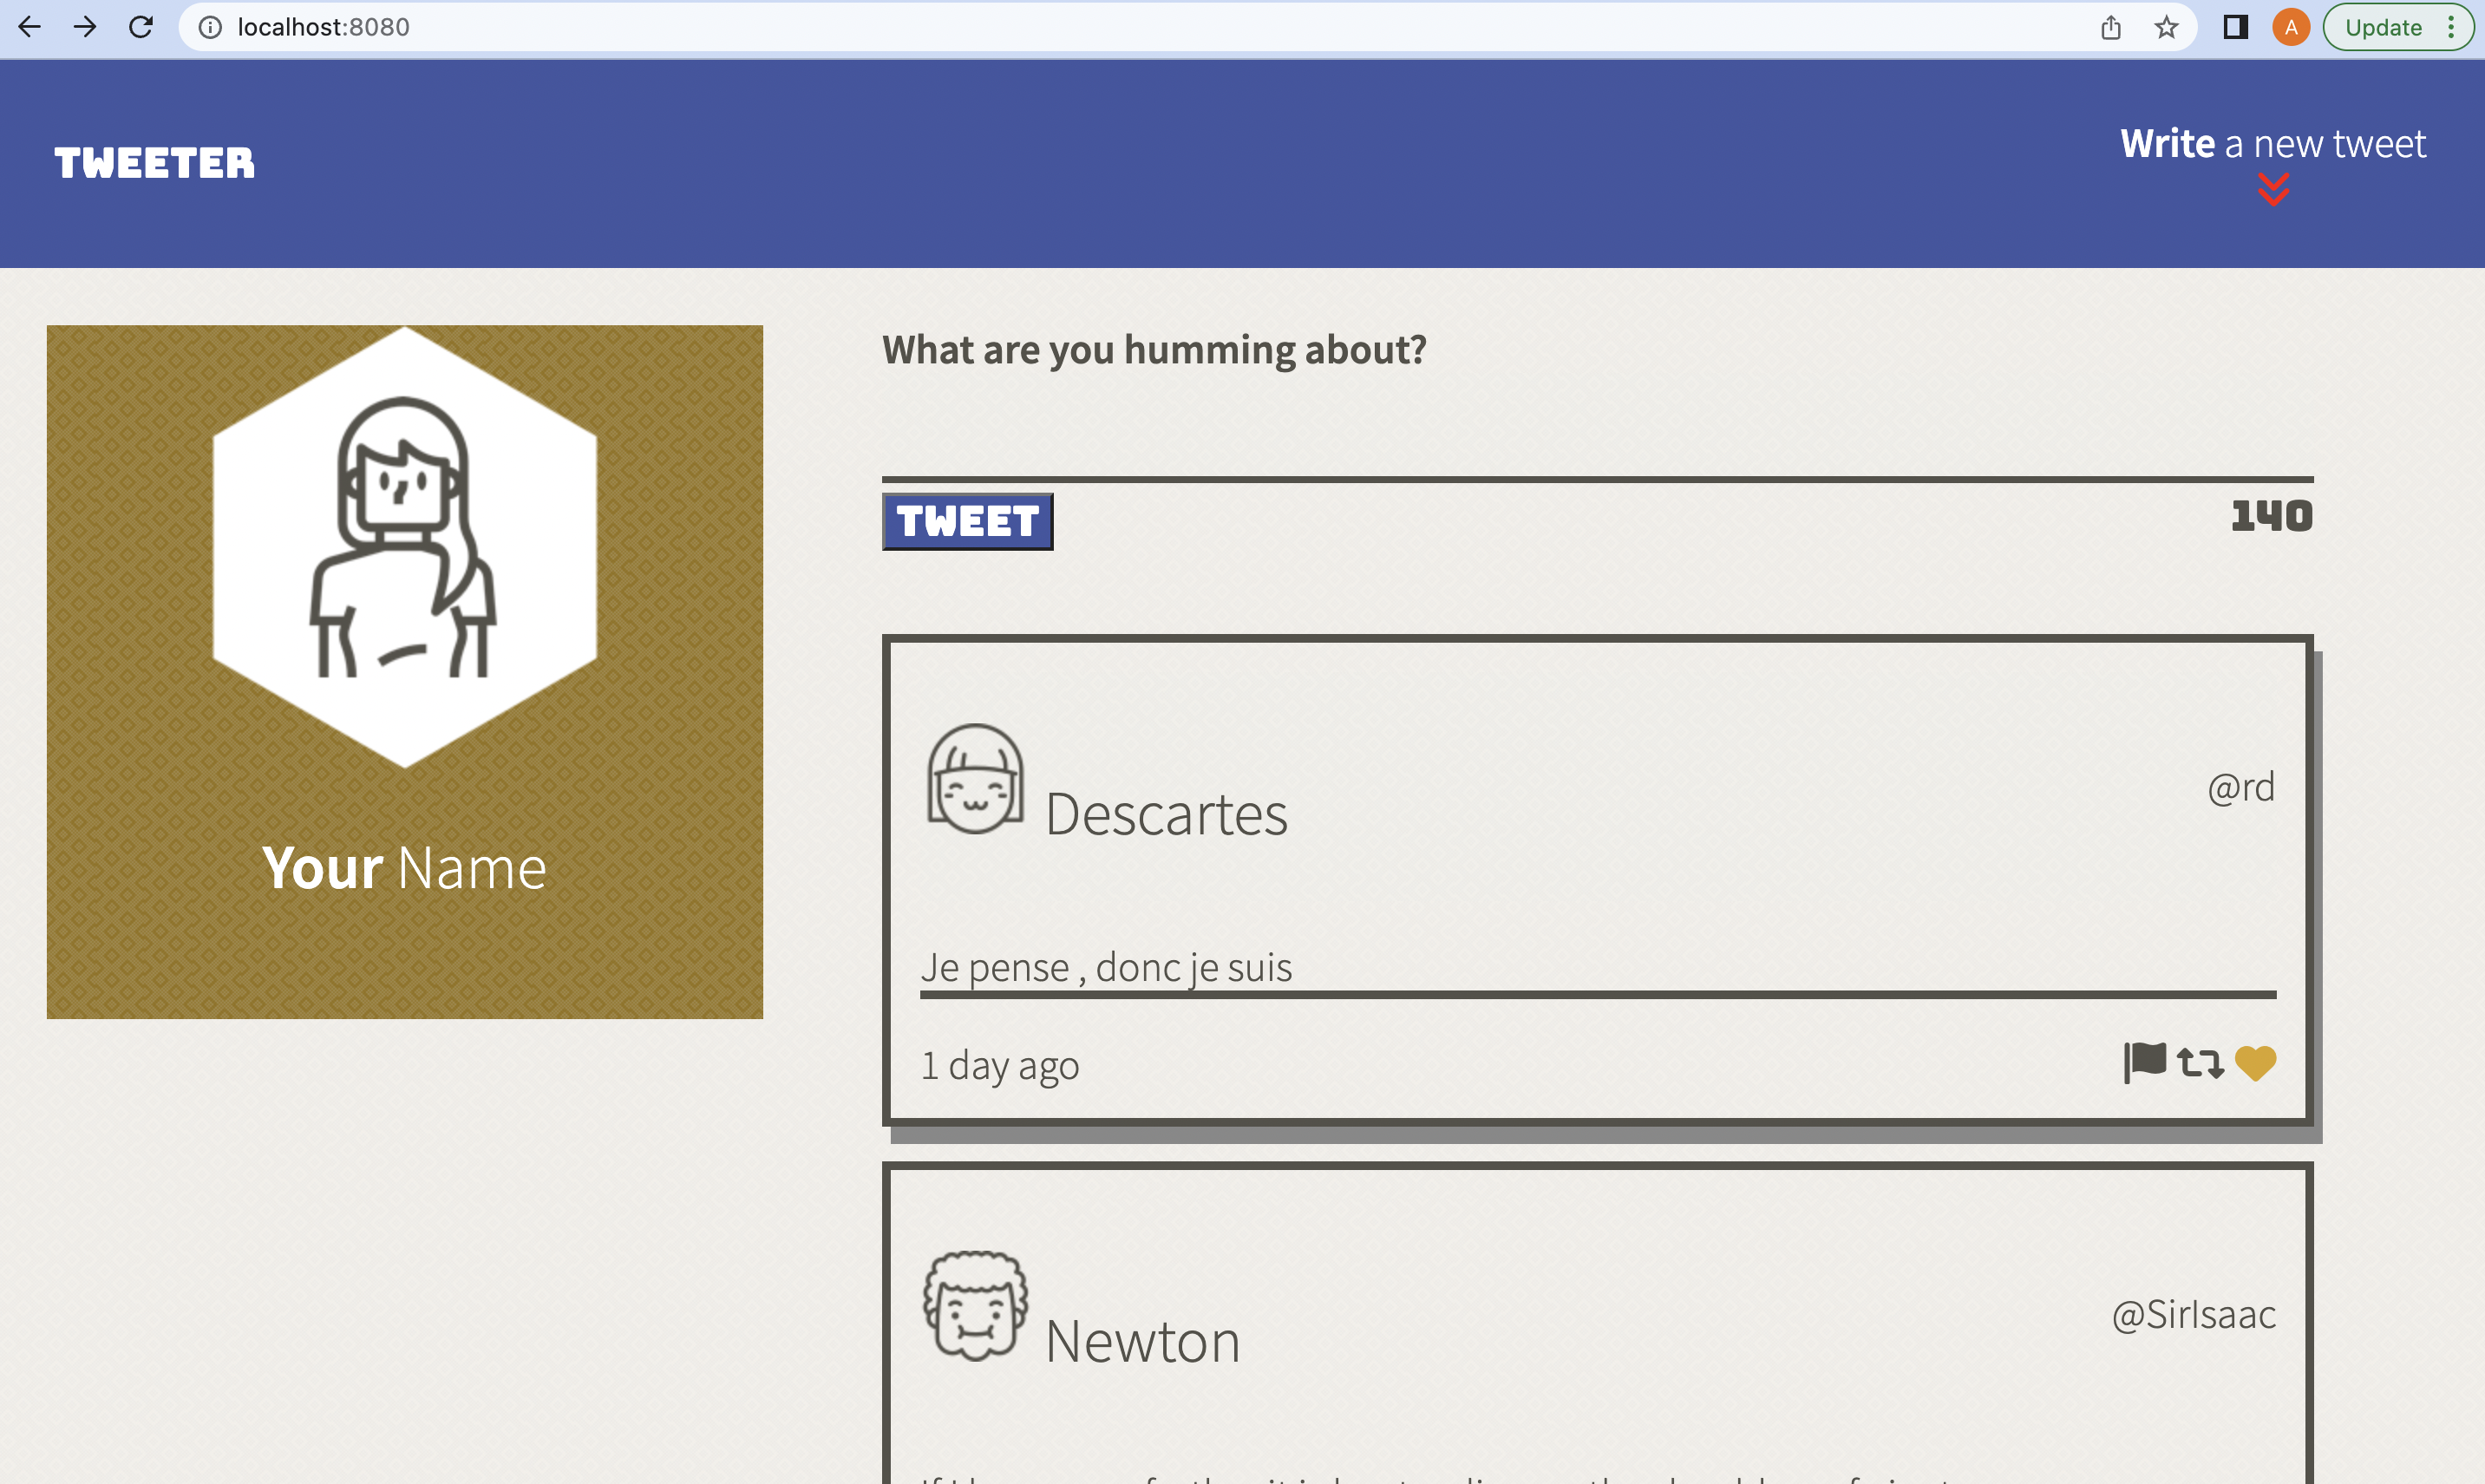 localhost:8080
A
Update
TWEETER
Write a new tweet
What are you humming about?
TWEET
140
Your Name
Descartes
@rd
Je pense , donc je suis
1 day ago
Newton
@SirIsaac